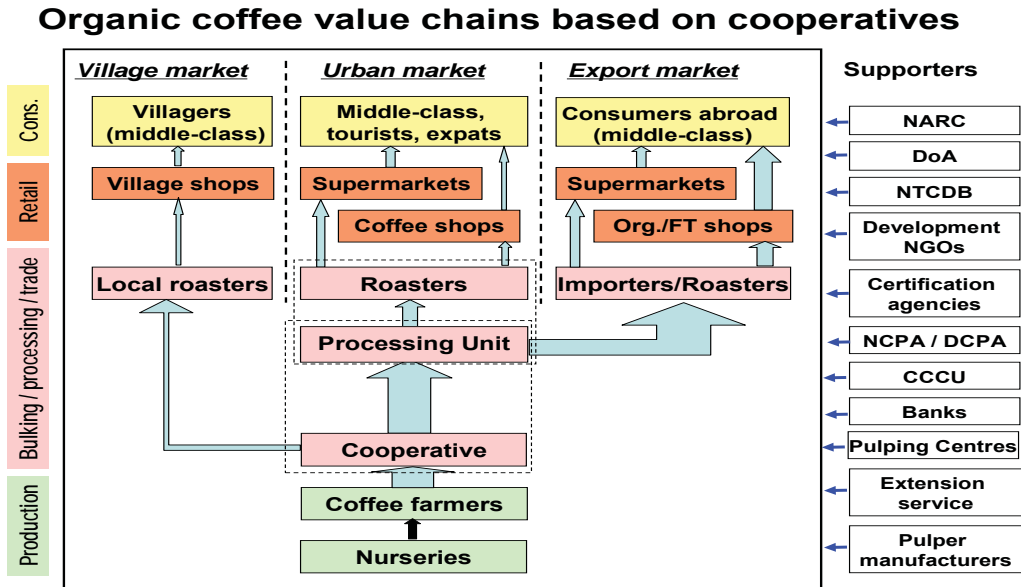 Organic coffee value chains based on cooperatives
Village market
Urban market
Export market
Supporters
Cons.
Villagers
(middle-class)
Middle-class,
tourists, expats
Consumers abroad
(middle-class)
Retail
Village shops
Supermarkets
Coffee shops
Supermarkets
Org./FT shops
Bulking / processing / trade
Local roasters
Roasters
Importers/Roasters
Processing Unit
Cooperative
Production
Coffee farmers
Nurseries
NARC
DoA
NTCDB
Development
NGOs
Certification
agencies
NCPA / DCPA
CCCU
Banks
Pulping Centres
Extension
service
Pulper
manufacturers